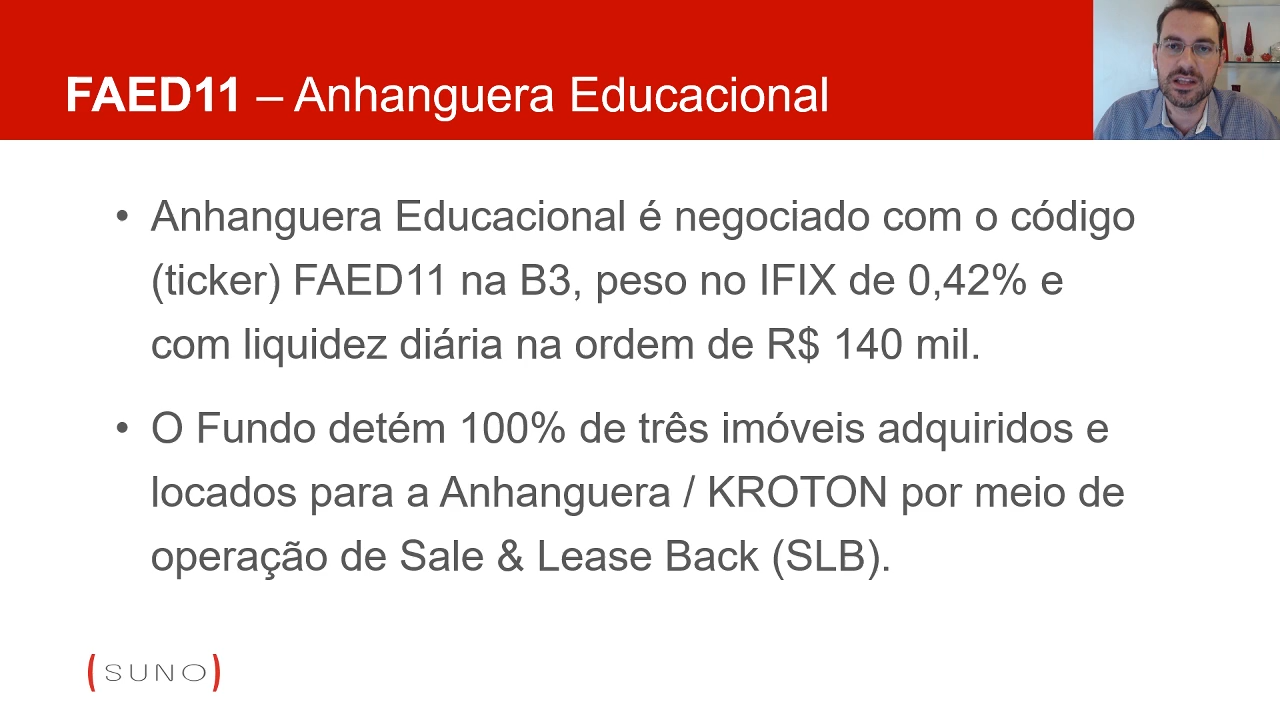 FAED11 – Anhanguera Educacional
• Anhanguera Educacional é negociado com o código
(ticker) FAED11 na B3, peso no IFIX de 0,42% e
com liquidez diária na ordem de R$ 140 mil.
• O Fundo detém 100% de três imóveis adquiridos e
locados para a Anhanguera / KROTON por meio de
operação de Sale & Lease Back (SLB).
(SUNO)